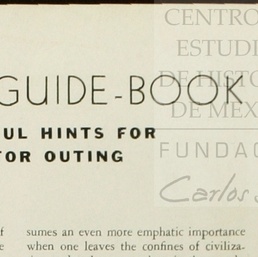 GUIDE-BOOK
UL HINTS FOR
TOR OUTING
f
sumes an even more emphatic importance
e
when one leaves the confines of civiliza-
CENTRO
ESTUDI
DE HISTO
DE MÉX
FUNDAC
Carlos S